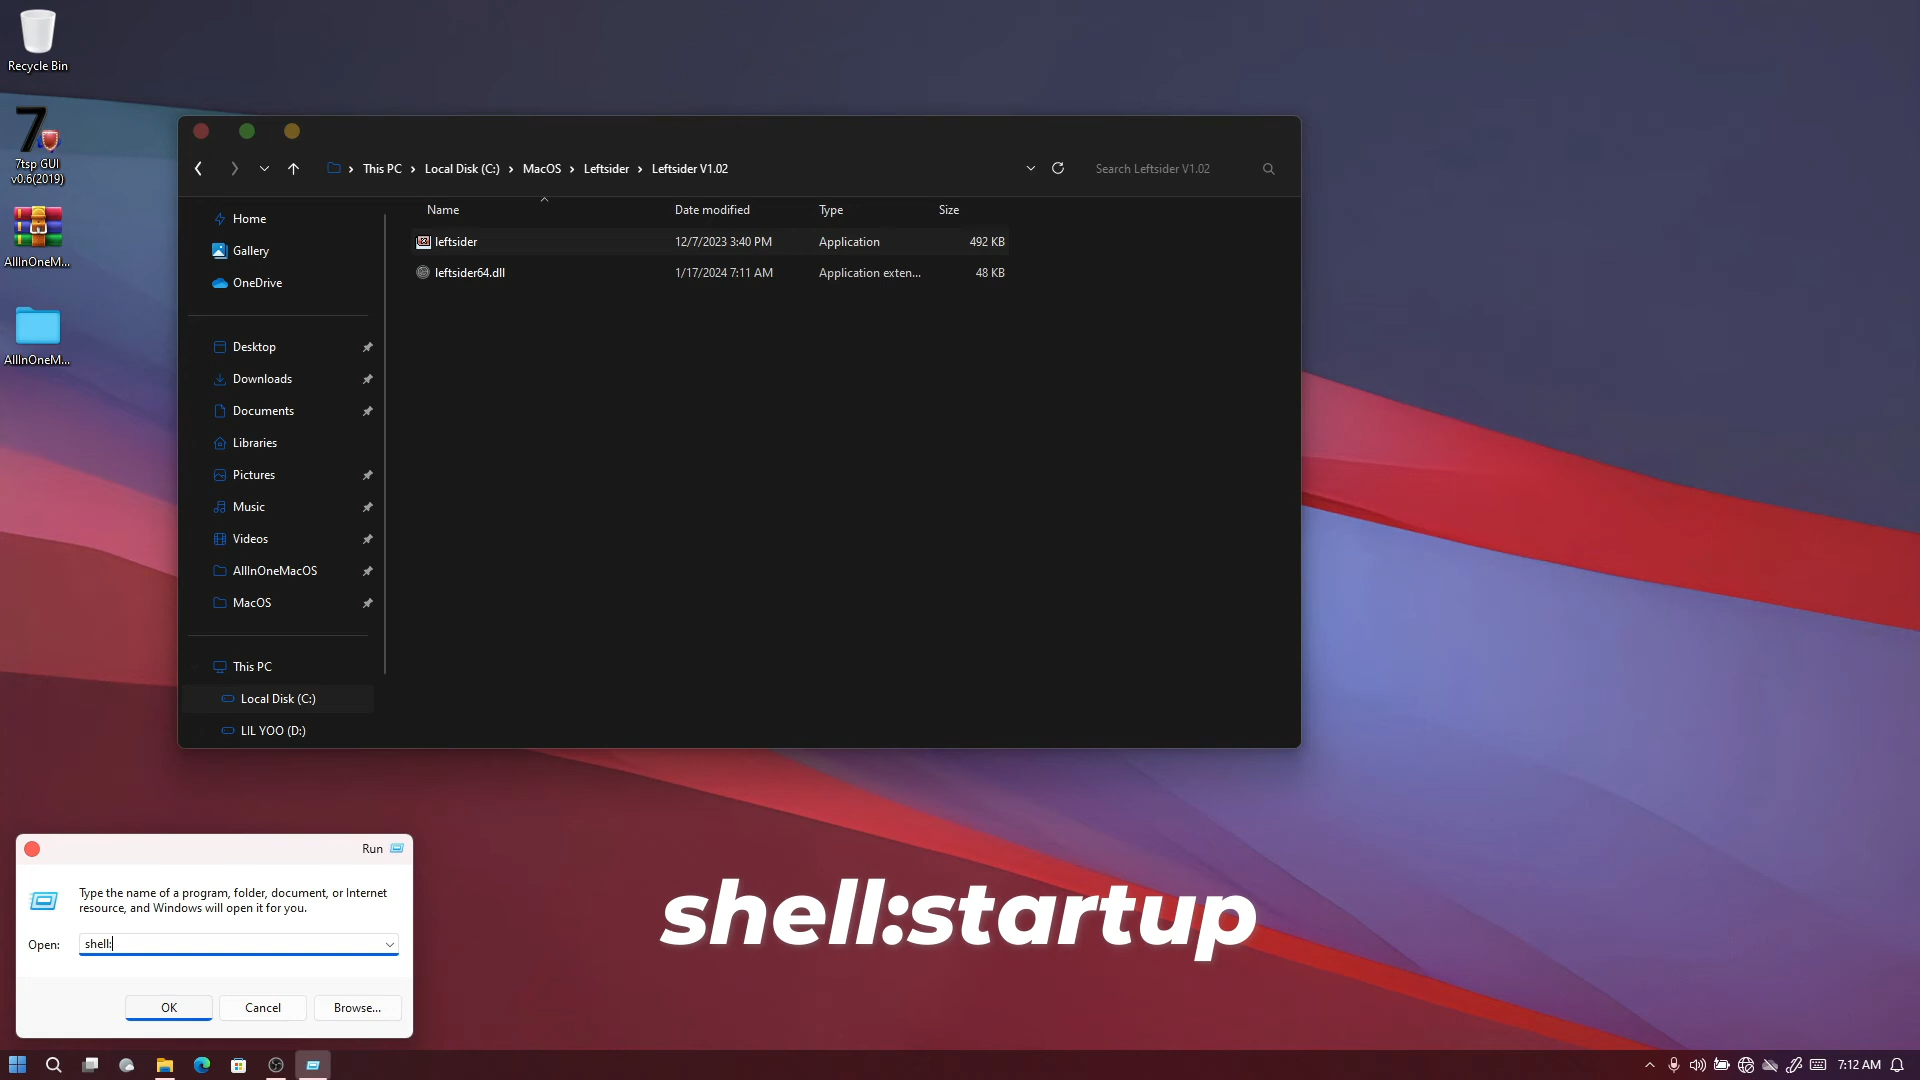 Recycle Bin
7tsp GUI
v0.6(2019)
AllInOneM...
AllInOneM...
This PC
Local Disk (C:)
MacOS
Leftsider
Leftsider V1.02
Search Leftsider V1.02
Name
Date modified
Type
Size
leftsider
12/7/2023 3:40 PM
Application
492 KB
leftsider64.dll
1/17/2024 7:11 AM
Application exten...
48 KB
Home
Gallery
OneDrive
Desktop
Downloads
Documents
Libraries
Pictures
Music
Videos
AllInOneMacOS
MacOS
This PC
Local Disk (C:)
LIL YOO (D:)
Run
Type the name of a program, folder, document, or Internet
resource, and Windows will open it for you.
Open:
shell:
OK
Cancel
Browse...
shell:startup
7:12 AM